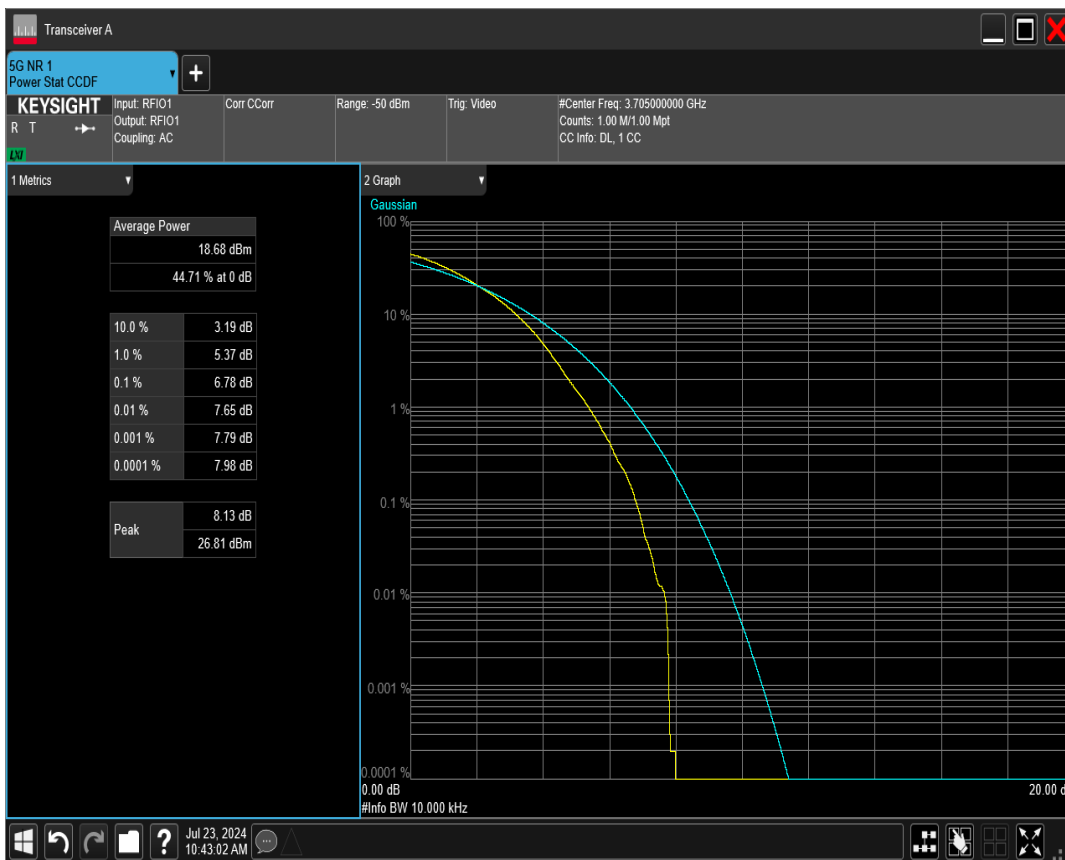 Transceiver A
5G NR 1
Power Stat CCDF
+
KEYSIGHT
R T
LXI
Input: RFIO1
Output: RFIO1
Coupling: AC
Corr CCorr
Range: -50 dBm
Trig: Video
#Center Freq: 3.705000000 GHz
Counts: 1.00 M/1.00 Mpt
CC Info: DL, 1 CC
1 Metrics
Average Power
18.68 dBm
44.71 % at 0 dB
10.0 % 3.19 dB
1.0 % 5.37 dB
0.1 % 6.78 dB
0.01 % 7.65 dB
0.001 % 7.79 dB
0.0001 % 7.98 dB
Peak
8.13 dB
26.81 dBm
2 Graph
Gaussian
100 %
10 %
1 %
0.1 %
0.01 %
0.001 %
0.0001 %
0.00 dB 20.00 d
#Info BW 10.000 kHz
?
Jul 23, 2024
10:43:02 AM